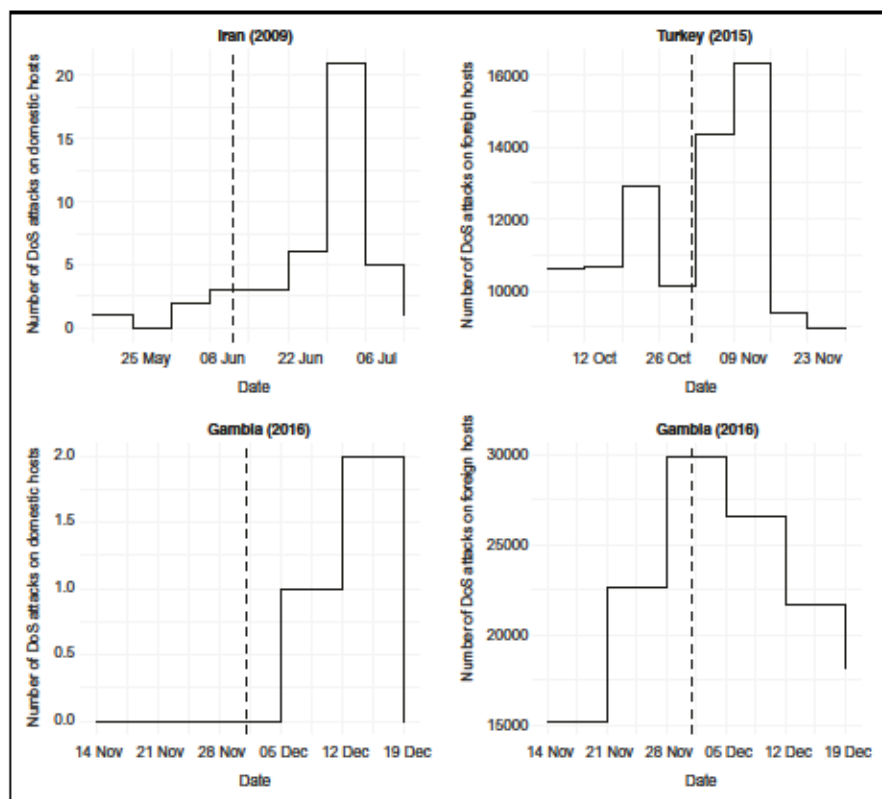 Iran (2009)
Number of DoS attacks on domestic hosts
20
15
10
5
0
25 May 08 Jun 22 Jun 06 Jul
Date
Turkey (2015)
Number of DoS attacks on foreign hosts
16000
14000
12000
10000
12 Oct 26 Oct 09 Nov 23 Nov
Date
Gambia (2016)
Number of DoS attacks on domestic hosts
2.0
1.5
1.0
0.5
0.0
14 Nov 21 Nov 28 Nov 05 Dec 12 Dec 19 Dec
Date
Gambia (2016)
Number of DoS attacks on foreign hosts
30000
25000
20000
15000
14 Nov 21 Nov 28 Nov 05 Dec 12 Dec 19 Dec
Date